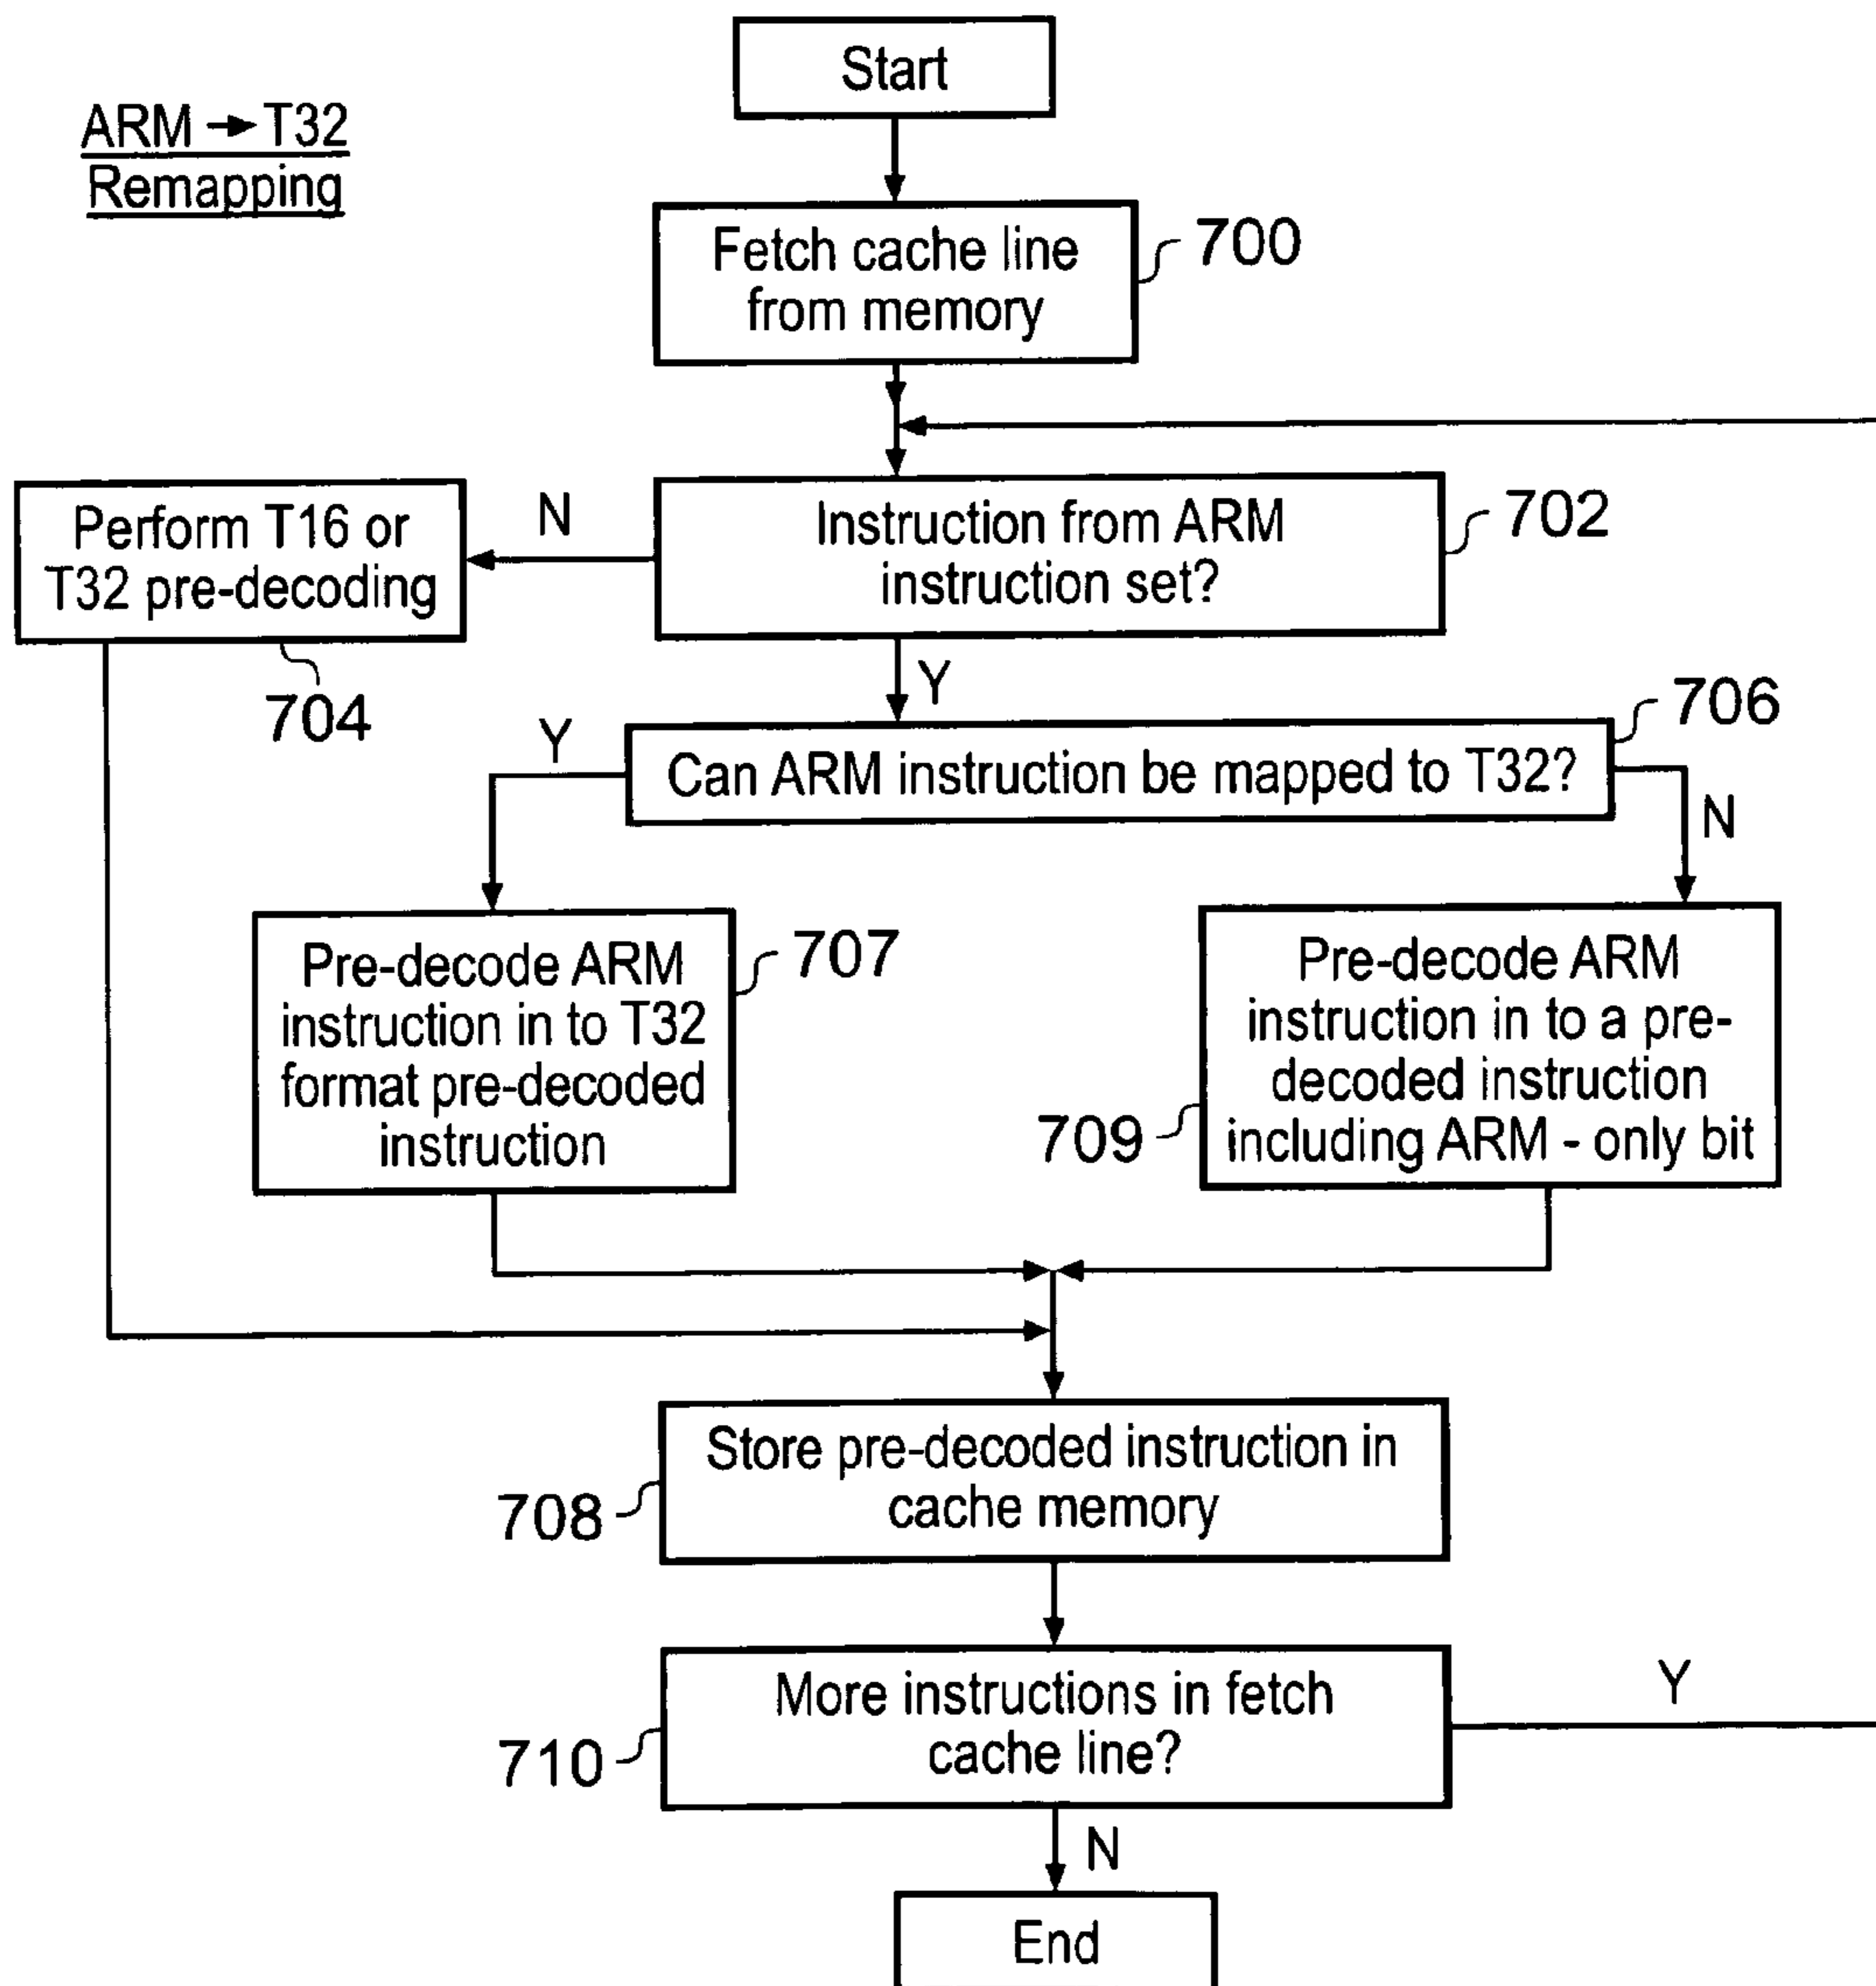 ARM → T32
Remapping
Start
Fetch cache line
from memory
700
Instruction from ARM
instruction set?
702
N
Perform T16 or
T32 pre-decoding
704
Y
Can ARM instruction be mapped to T32?
706
Y
N
Pre-decode ARM
instruction in to T32
format pre-decoded
instruction
707
Pre-decode ARM
instruction in to a pre-
decoded instruction
including ARM - only bit
709
Store pre-decoded instruction in
cache memory
708
More instructions in fetch
cache line?
710
Y
N
End